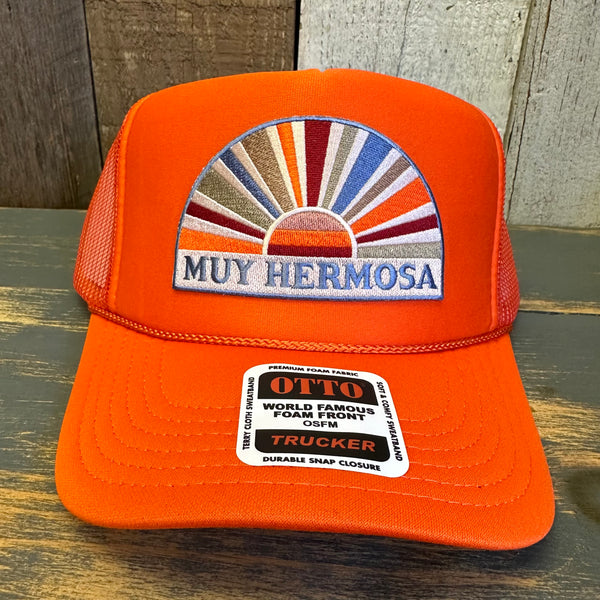 MUY HERMOSA
PREMIUM FOAM FABRIC
TERRY CLOTH SWEATBAND
OTTO
WORLD FAMOUS
FOAM FRONT
OSFM
TRUCKER
SOFT & COMFY SWEATBAND
DURABLE SNAP CLOSURE